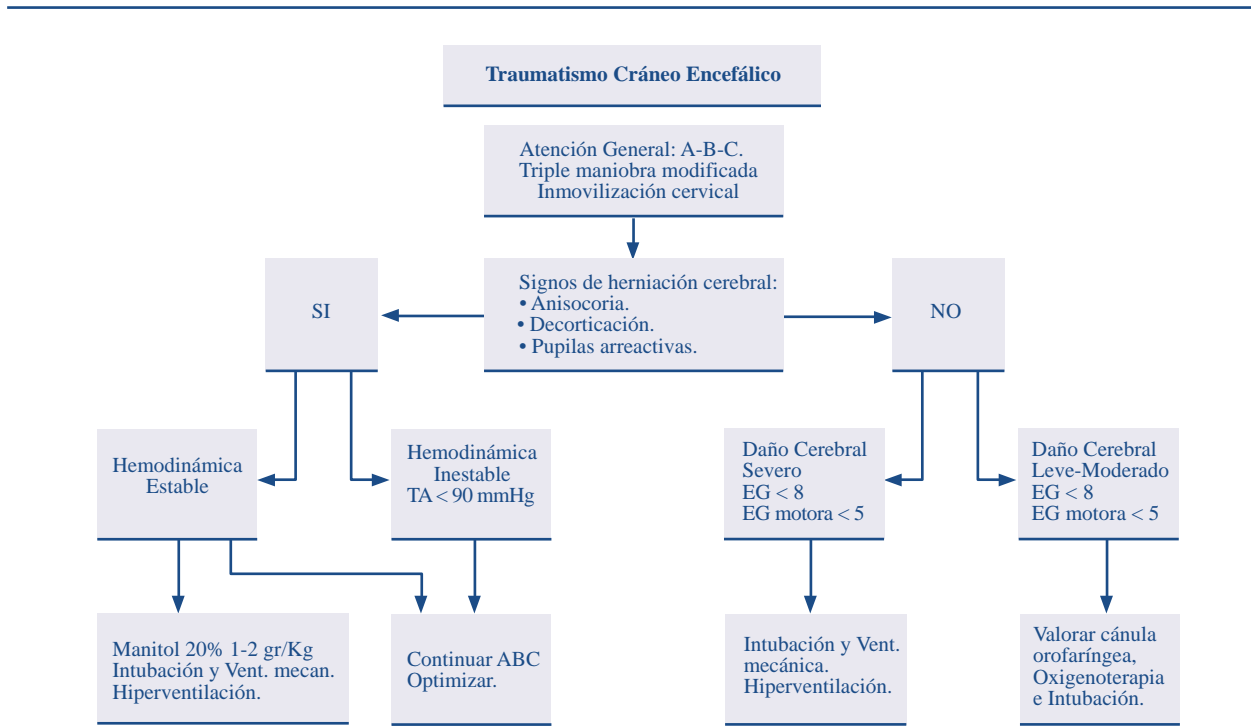 Traumatismo Cráneo Encefálico
Atención General: A-B-C.
Triple maniobra modificada
Inmovilización cervical
SI
Signos de herniación cerebral:
• Anisocoria.
• Decorticación.
• Pupilas arreactivas.
NO
Hemodinámica
Estable
Hemodinámica
Inestable
TA < 90 mmHg
Daño Cerebral
Severo
EG < 8
EG motora < 5
Daño Cerebral
Leve-Moderado
EG < 8
EG motora < 5
Manitol 20% 1-2 gr/Kg
Intubación y Vent. mecan.
Hiperventilación.
Continuar ABC
Optimizar.
Intubación y Vent.
mecánica.
Hiperventilación.
Valorar cánula
orofaríngea,
Oxigenoterapia
e Intubación.